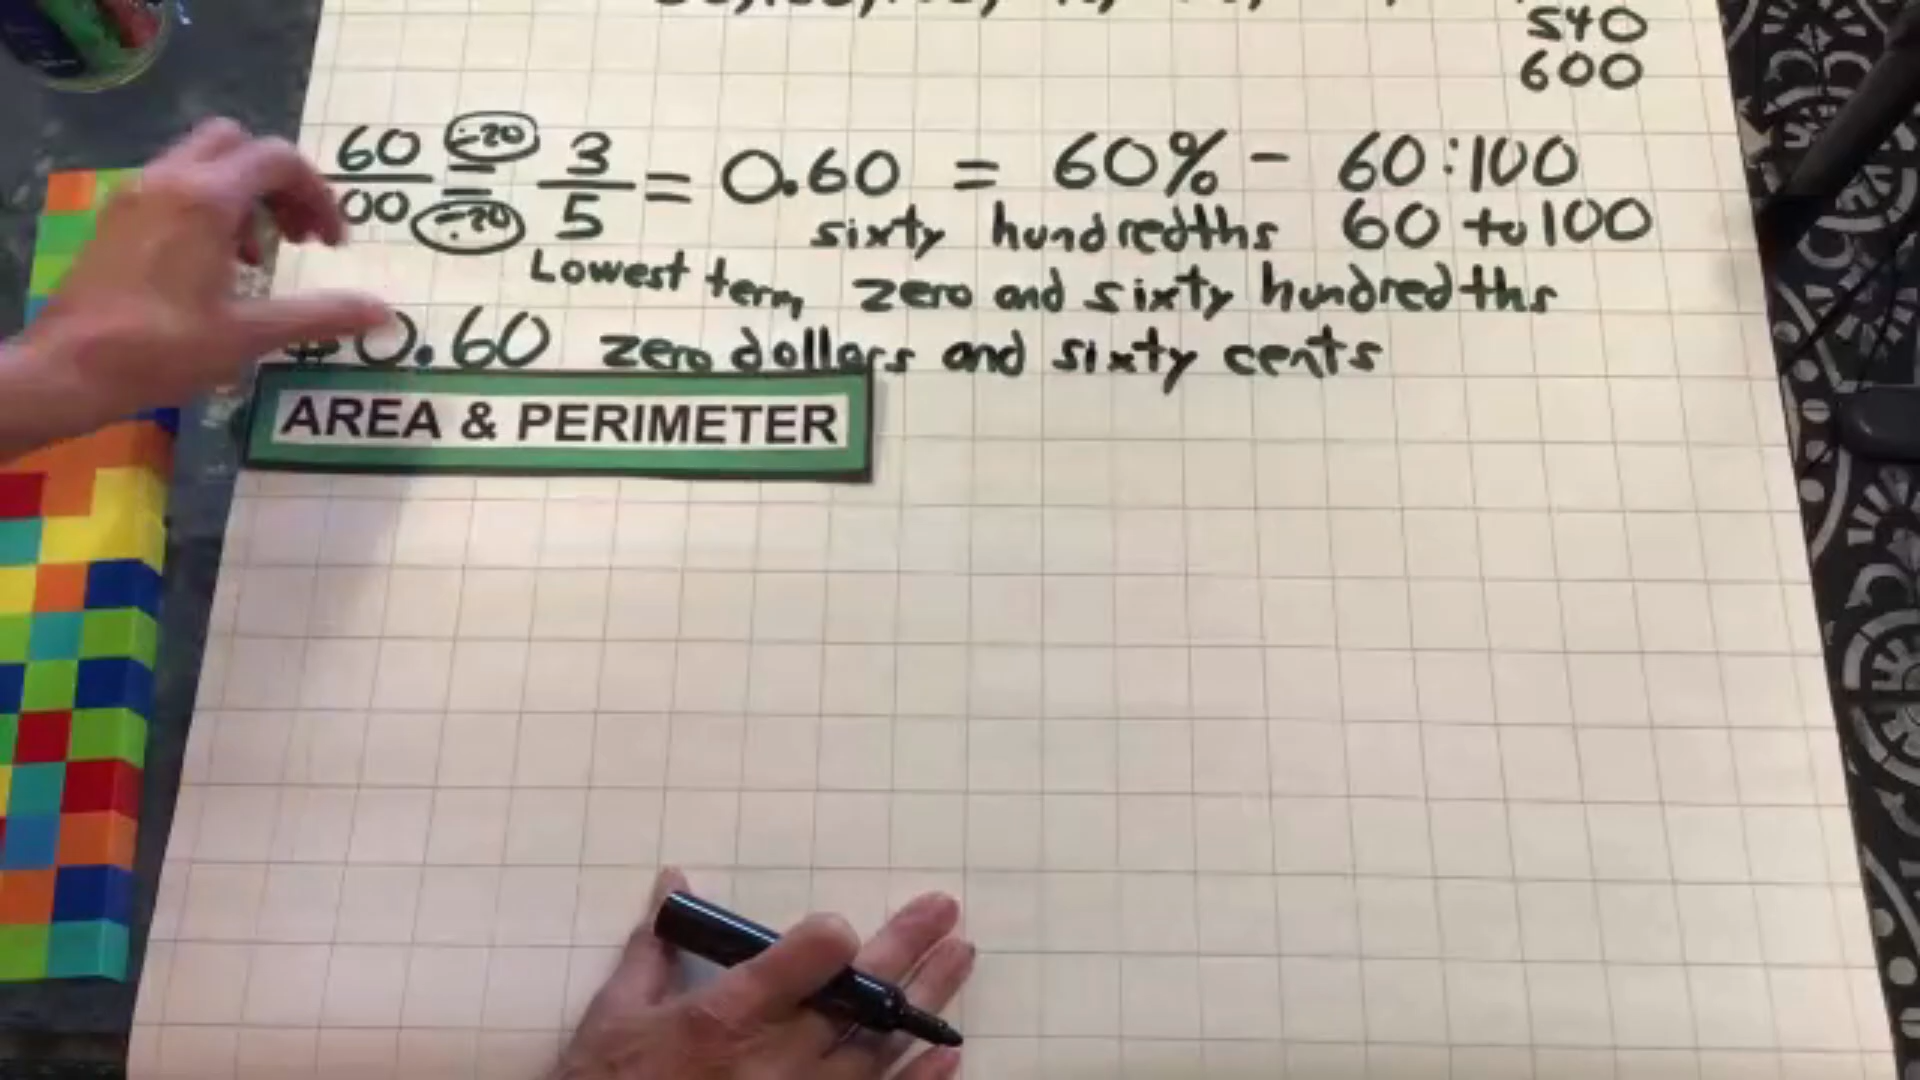 540
600
60 ÷20 3 = 0.60 = 60% - 60:100
00 ÷20 5 sixty hundredths 60 to 100
Lowest term zero and sixty hundredths
0.60 zero dollars and sixty cents
AREA & PERIMETER